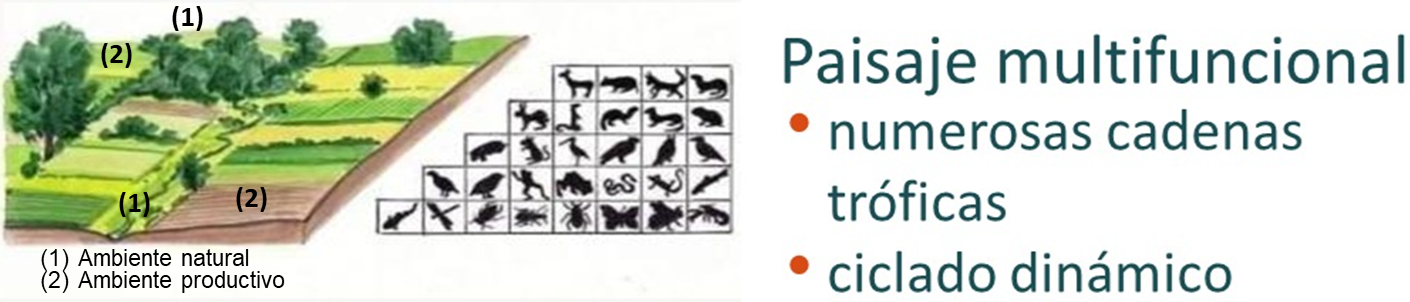 (1)
(2)
(1)
(2)
(1) Ambiente natural
(2) Ambiente productivo
Paisaje multifuncional
• numerosas cadenas
tróficas
• ciclado dinámico